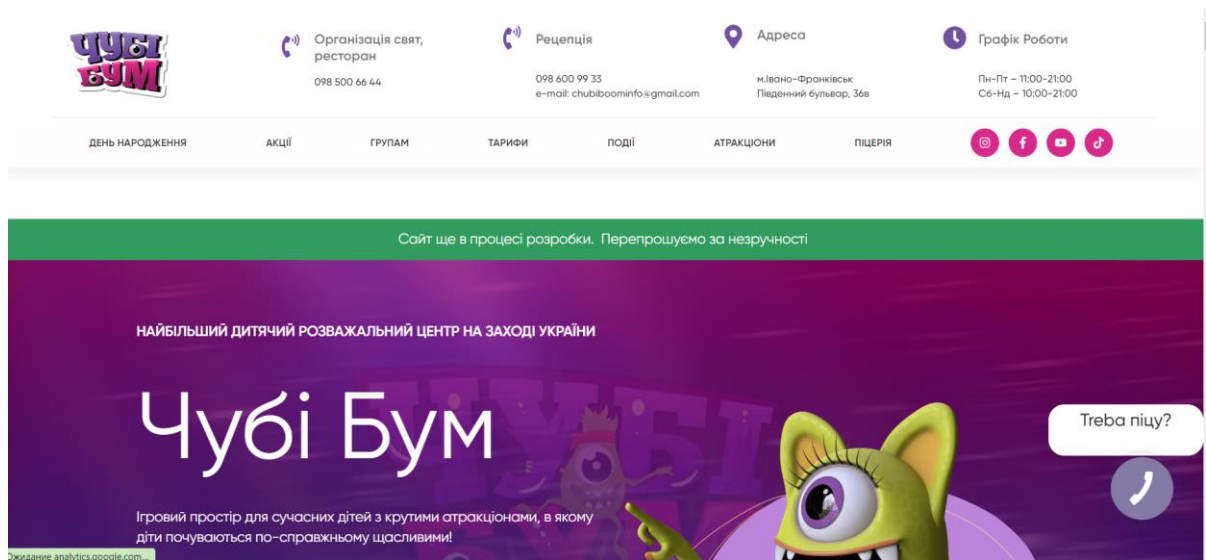 ЧУБІ
БУМ
Організація свят,
ресторан
098 500 66 44
Рецепція
098 600 99 33
e-mail: chubiboominfo@gmail.com
Адреса
м.Івано-Франківськ
Південний бульвар, 36в
Графік Роботи
Пн-Пт – 11:00-21:00
Сб-Нд – 10:00-21:00
ДЕНЬ НАРОДЖЕННЯ АКЦІЇ ГРУПАМ ТАРИФИ ПОДІЇ АТРАКЦІОНИ ПІЦЕРІЯ
Сайт ще в процесі розробки. Перепрошуємо за незручності
НАЙБІЛЬШИЙ ДИТЯЧИЙ РОЗВАЖАЛЬНИЙ ЦЕНТР НА ЗАХОДІ УКРАЇНИ
Чубі Бум
Ігровий простір для сучасних дітей з крутими атракціонами, в якому
діти почуваються по-справжньому щасливими!
Треba піцу?
Ожидание analytics.google.com...
ЧУБІ